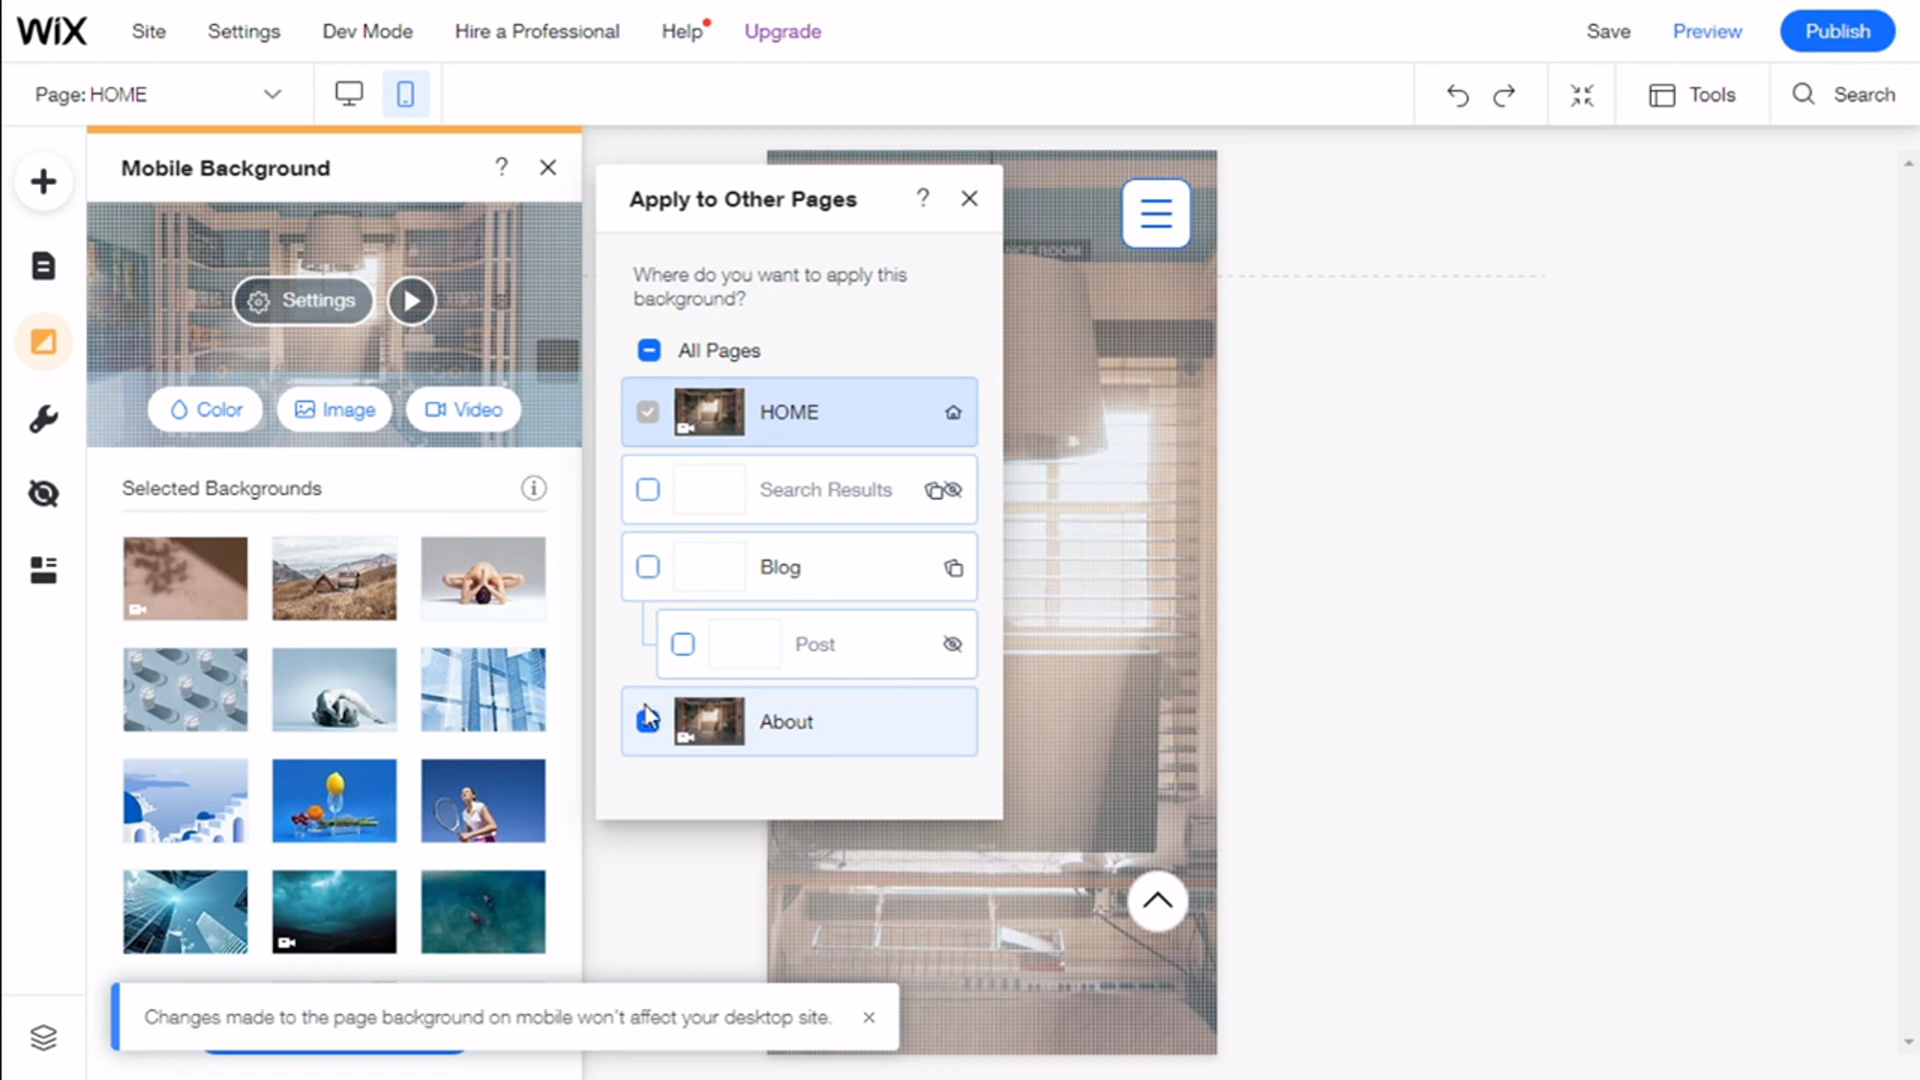 WiX Site Settings Dev Mode Hire a Professional Help Upgrade Save Preview Publish
Page: HOME Tools Search
Mobile Background ?
Settings
Color Image Video
Selected Backgrounds
Apply to Other Pages ?
Where do you want to apply this
background?
All Pages
HOME
Search Results
Blog
Post
About
Changes made to the page background on mobile won't affect your desktop site.